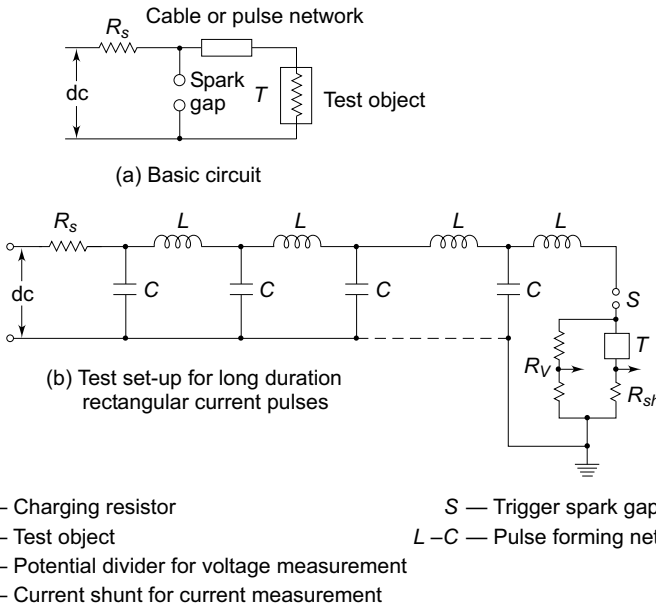 Cable or pulse network
Rs
dc
Spark gap
T
Test object
(a) Basic circuit
Rs
L
L
L
L
dc
C
C
C
C
S
RV
T
Rsh
(b) Test set-up for long duration
rectangular current pulses
— Charging resistor
S — Trigger spark gap
— Test object
L –C — Pulse forming net
— Potential divider for voltage measurement
— Current shunt for current measurement